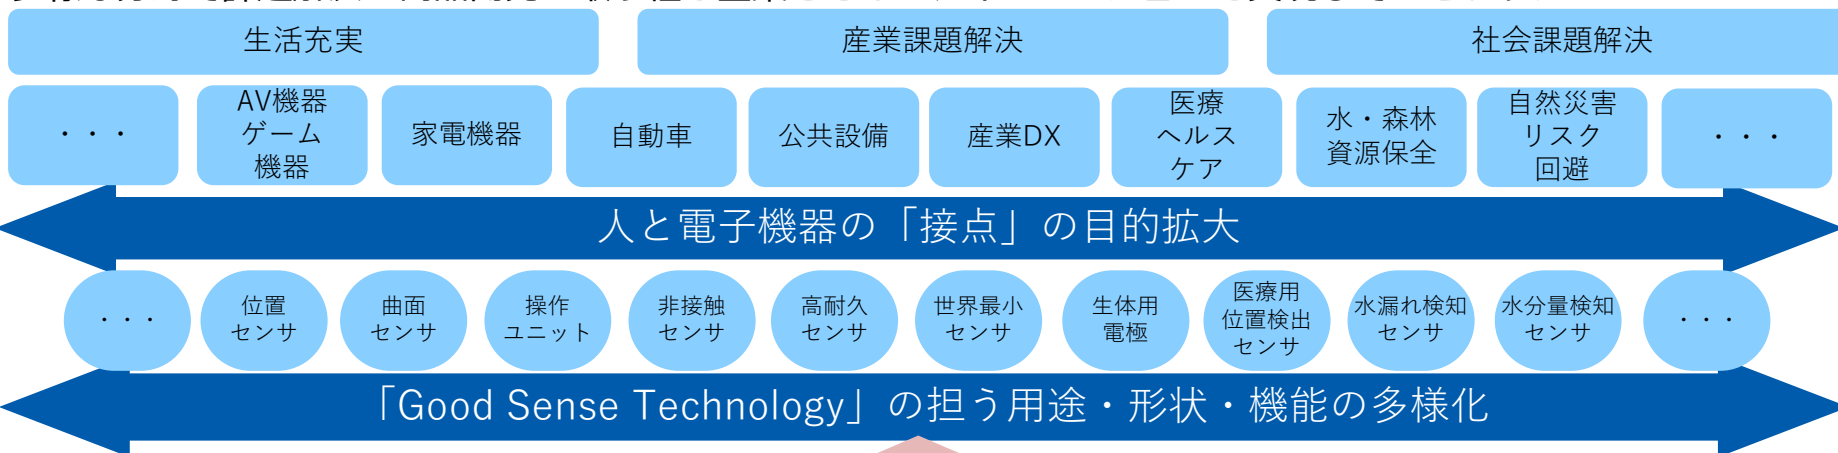 生活充実
産業課題解決
社会課題解決
・・・
AV機器
ゲーム
機器
家電機器
自動車
公共設備
産業DX
医療
ヘルス
ケア
水・森林
資源保全
自然災害
リスク
回避
・・・
人と電子機器の「接点」の目的拡大
・・・
位置
センサ
曲面
センサ
操作
ユニット
非接触
センサ
高耐久
センサ
世界最小
センサ
生体用
電極
医療用
位置検出
センサ
水漏れ検知
センサ
水分量検知
センサ
・・・
「Good Sense Technology」の担う用途・形状・機能の多様化